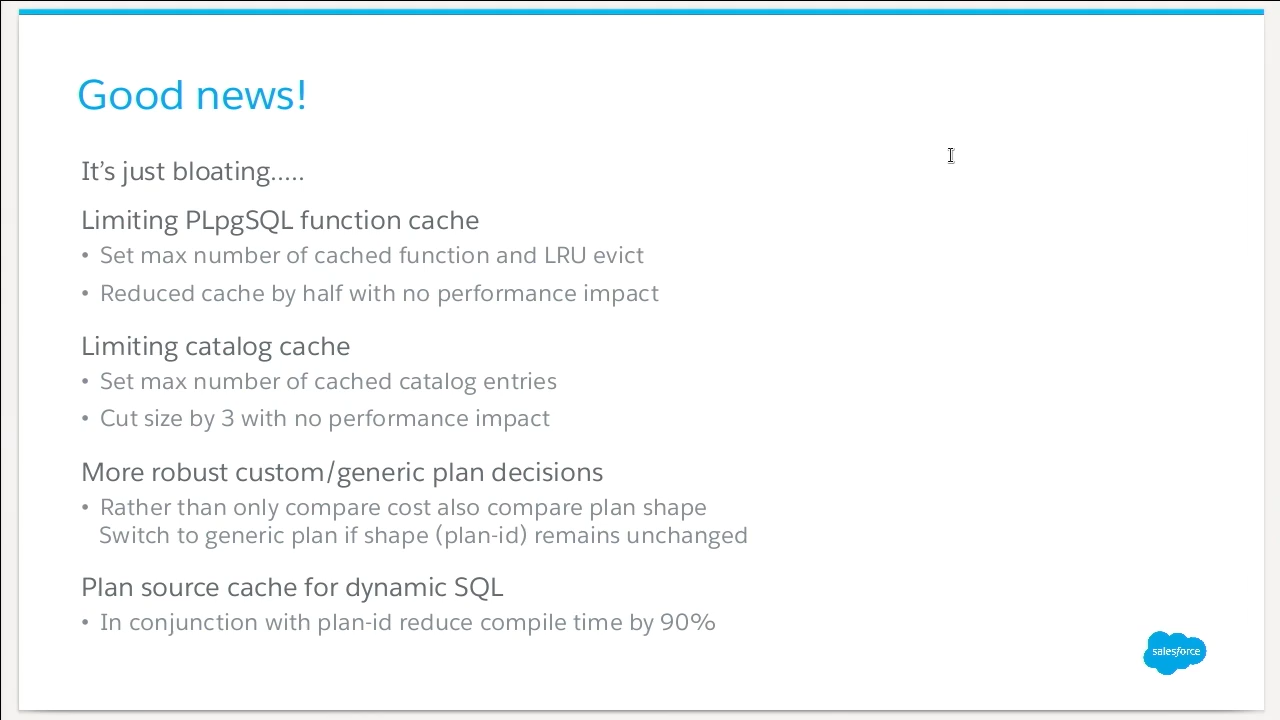 Good news!
It’s just bloating.....
Limiting PLpgSQL function cache
• Set max number of cached function and LRU evict
• Reduced cache by half with no performance impact
Limiting catalog cache
• Set max number of cached catalog entries
• Cut size by 3 with no performance impact
More robust custom/generic plan decisions
• Rather than only compare cost also compare plan shape
Switch to generic plan if shape (plan-id) remains unchanged
Plan source cache for dynamic SQL
• In conjunction with plan-id reduce compile time by 90%
salesforce